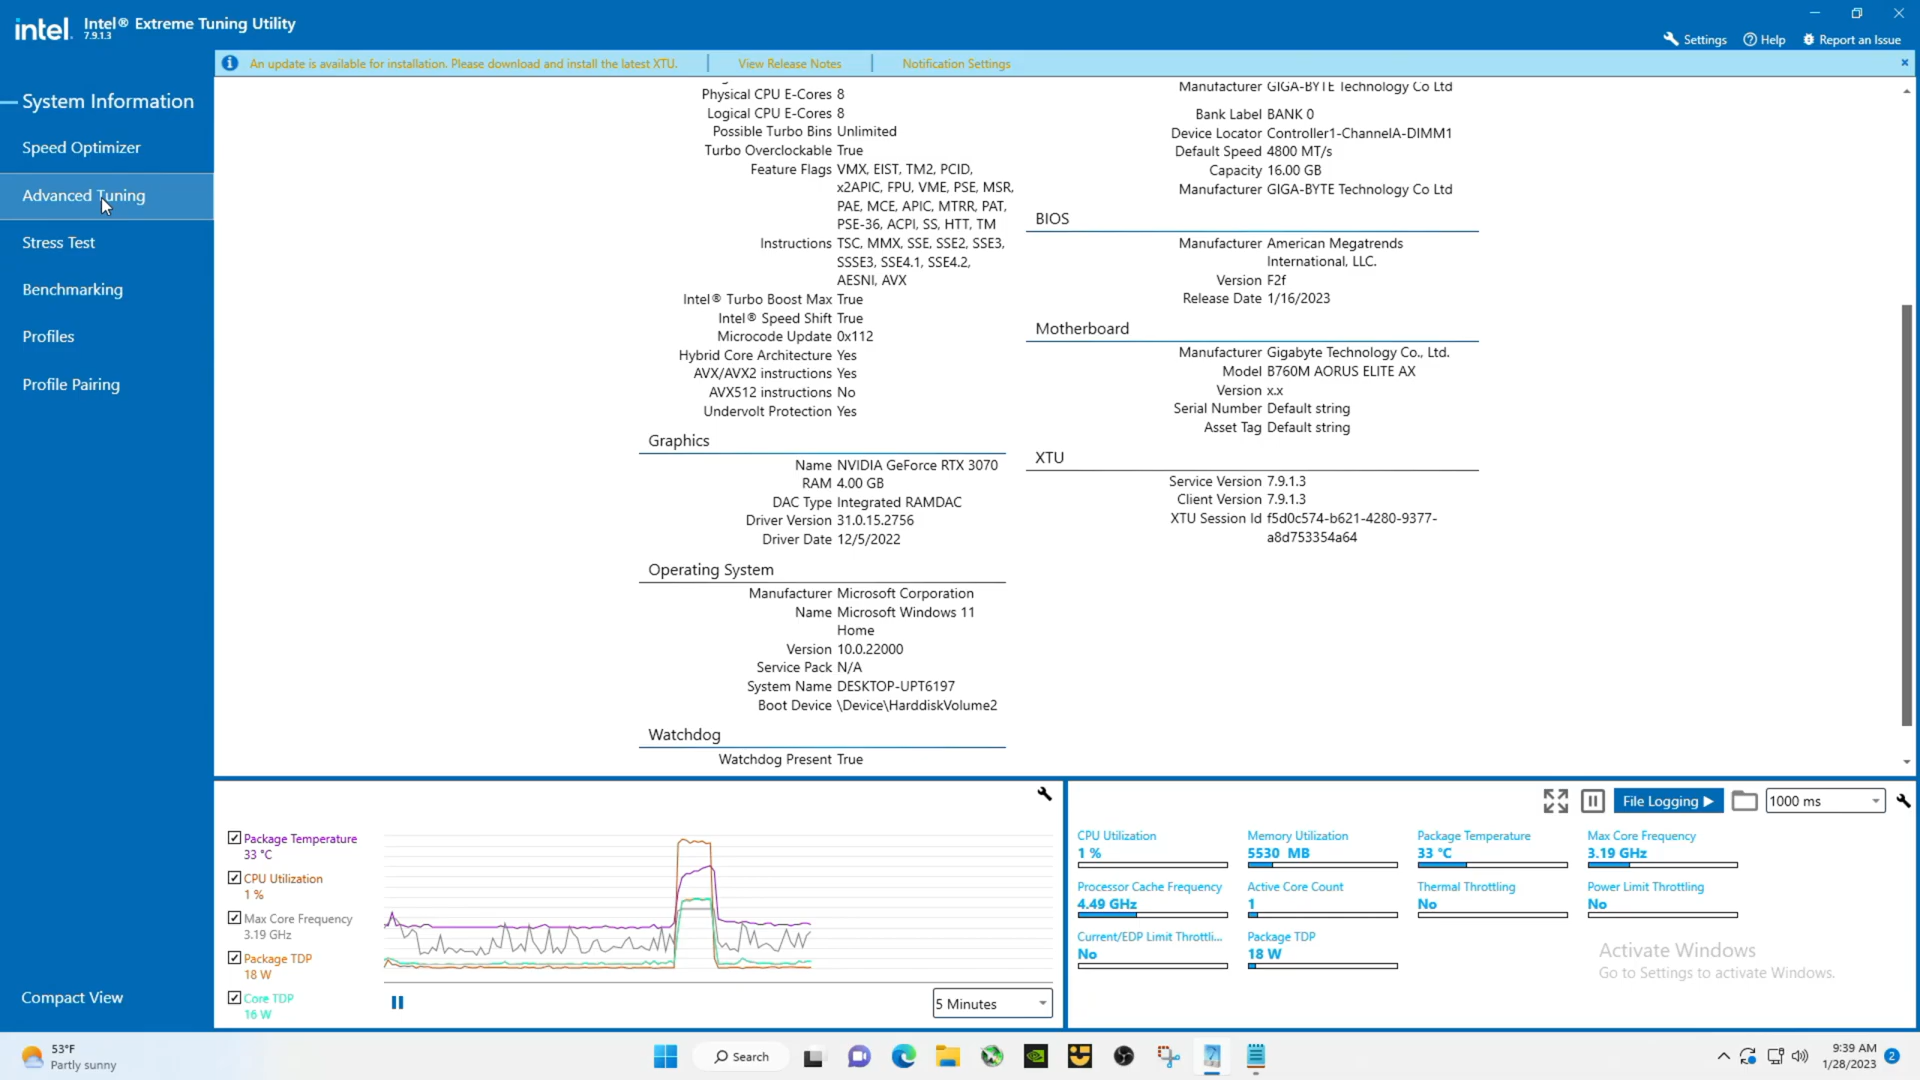 intel.
Intel® Extreme Tuning Utility
7.9.1.3
Settings
Help
Report an Issue
An update is available for installation. Please download and install the latest XTU.
View Release Notes
Notification Settings
System Information
Speed Optimizer
Advanced Tuning
Stress Test
Benchmarking
Profiles
Profile Pairing
Compact View
Physical CPU E-Cores 8
Logical CPU E-Cores 8
Possible Turbo Bins Unlimited
Turbo Overclockable True
Feature Flags VMX, EIST, TM2, PCID,
x2APIC, FPU, VME, PSE, MSR,
PAE, MCE, APIC, MTRR, PAT,
PSE-36, ACPI, SS, HTT, TM
Instructions TSC, MMX, SSE, SSE2, SSE3,
SSSE3, SSE4.1, SSE4.2,
AESNI, AVX
Intel® Turbo Boost Max True
Intel® Speed Shift True
Microcode Update 0x112
Hybrid Core Architecture Yes
AVX/AVX2 instructions Yes
AVX512 instructions No
Undervolt Protection Yes
Graphics
Name NVIDIA GeForce RTX 3070
RAM 4.00 GB
DAC Type Integrated RAMDAC
Driver Version 31.0.15.2756
Driver Date 12/5/2022
Operating System
Manufacturer Microsoft Corporation
Name Microsoft Windows 11
Home
Version 10.0.22000
Service Pack N/A
System Name DESKTOP-UPT6197
Boot Device \Device\HarddiskVolume2
Watchdog
Watchdog Present True
Manufacturer GIGA-BYTE Technology Co Ltd
Bank Label BANK 0
Device Locator Controller1-ChannelA-DIMM1
Default Speed 4800 MT/s
Capacity 16.00 GB
Manufacturer GIGA-BYTE Technology Co Ltd
BIOS
Manufacturer American Megatrends
International, LLC.
Version F2f
Release Date 1/16/2023
Motherboard
Manufacturer Gigabyte Technology Co., Ltd.
Model B760M AORUS ELITE AX
Version x.x
Serial Number Default string
Asset Tag Default string
XTU
Service Version 7.9.1.3
Client Version 7.9.1.3
XTU Session Id f5d0c574-b621-4280-9377-
a8d753354a64
Package Temperature
33 °C
CPU Utilization
1 %
Max Core Frequency
3.19 GHz
Package TDP
18 W
Core TDP
16 W
5 Minutes
File Logging
1000 ms
CPU Utilization
1 %
Memory Utilization
5530 MB
Package Temperature
33 °C
Max Core Frequency
3.19 GHz
Processor Cache Frequency
4.49 GHz
Active Core Count
1
Thermal Throttling
No
Power Limit Throttling
No
Current/EDP Limit Throttli...
No
Package TDP
18 W
Activate Windows
Go to Settings to activate Windows.
53°F
Partly sunny
Search
9:39 AM
1/28/2023
2